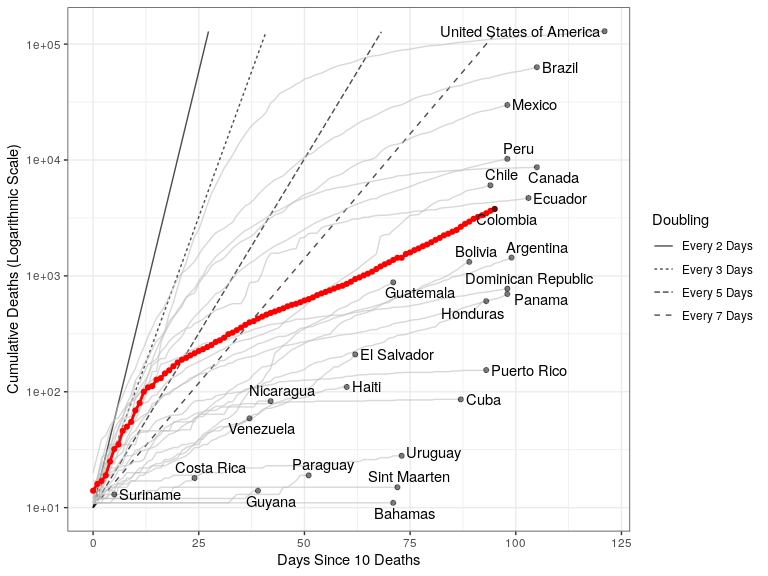 United States of America
1e+05
Brazil
Mexico
Peru
1e+04
Canada
Chile
Ecuador
Colombia
Cumulative Deaths (Logarithmic Scale)
Doubling
Every 2 Days
Every 3 Days
Every 5 Days
Every 7 Days
Argentina
Bolivia
1e+03
Dominican Republic
Guatemala
Panama
Honduras
El Salvador
Puerto Rico
Nicaragua
Haiti
1e+02
Cuba
Venezuela
Uruguay
Costa Rica
Paraguay
Sint Maarten
Suriname
Guyana
1e+01
Bahamas
0
25
50
75
100
125
Days Since 10 Deaths